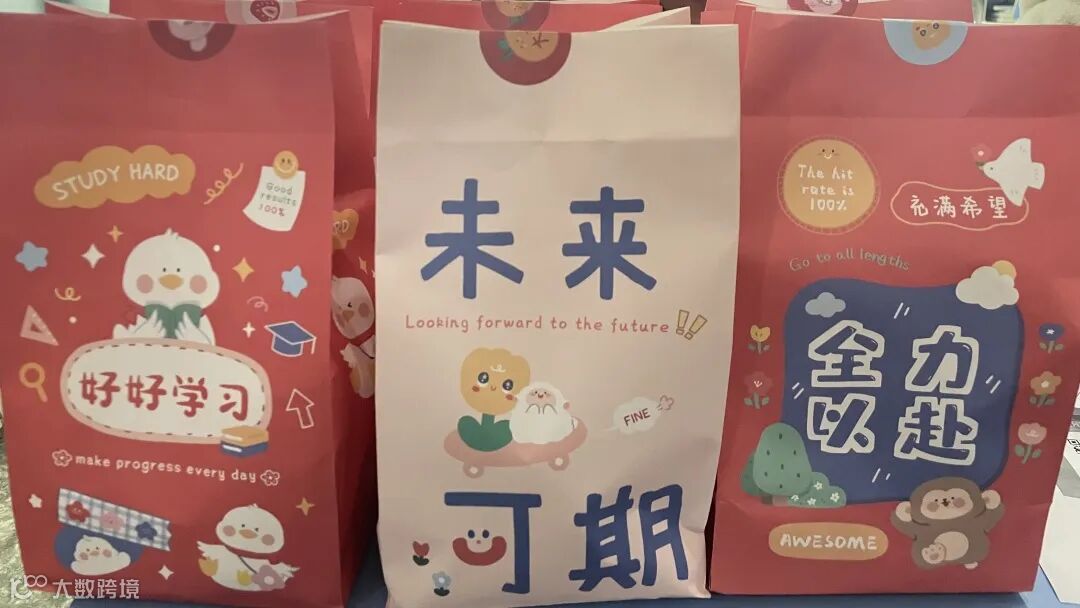 STUDY HARD
Good
results
100%
好好学习
make progress every day
未来
Looking forward to the future!!
FINE
可期
The hit
rate is
100%
充满希望
Go to all lengths
全力
以赴
AWESOME
大数跨境